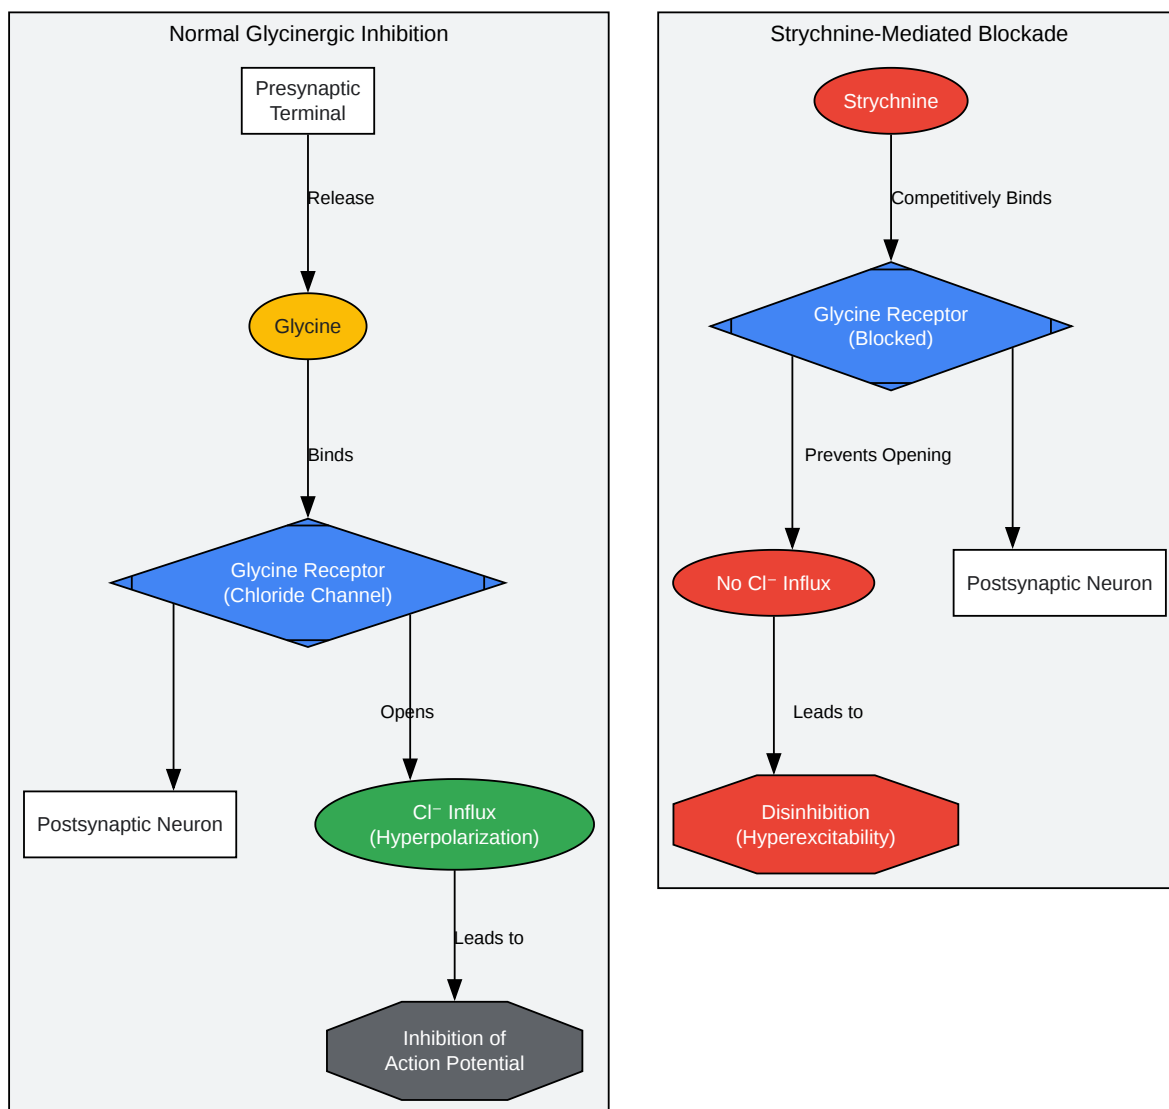 Normal Glycinergic Inhibition
Presynaptic
Terminal
Release
Glycine
Binds
Glycine Receptor
(Chloride Channel)
Opens
Postsynaptic Neuron
Cl⁻ Influx
(Hyperpolarization)
Leads to
Inhibition of
Action Potential
Strychnine-Mediated Blockade
Strychnine
Competitively Binds
Glycine Receptor
(Blocked)
Prevents Opening
No Cl⁻ Influx
Postsynaptic Neuron
Leads to
Disinhibition
(Hyperexcitability)